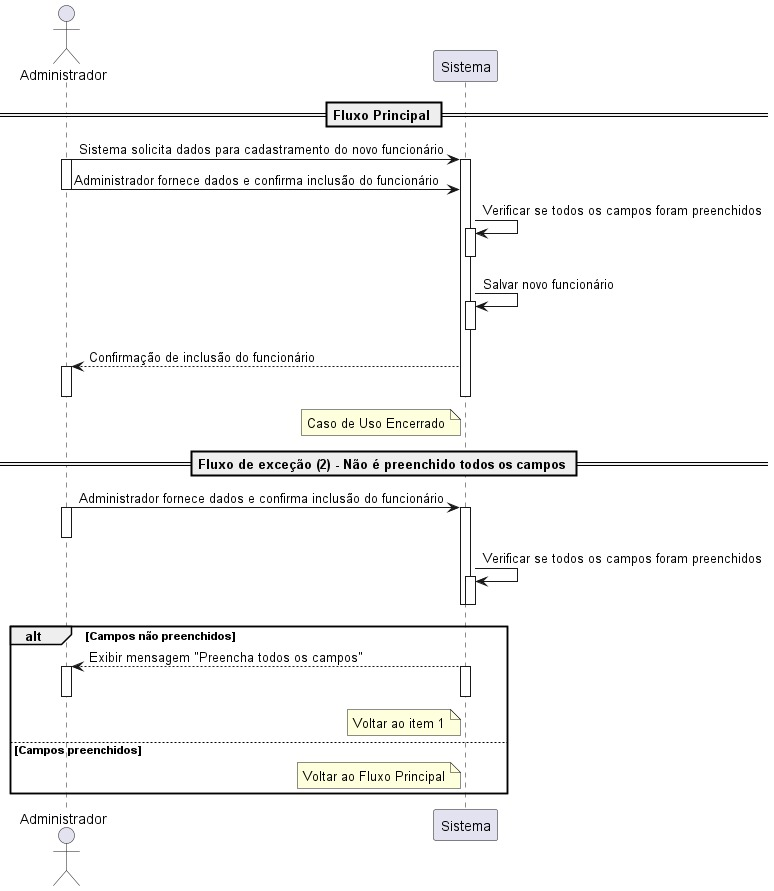 Administrador
Sistema
Fluxo Principal
Sistema solicita dados para cadastramento do novo funcionário
Administrador fornece dados e confirma inclusão do funcionário
Verificar se todos os campos foram preenchidos
Salvar novo funcionário
Confirmação de inclusão do funcionário
Caso de Uso Encerrado
Fluxo de exceção (2) - Não é preenchido todos os campos
Administrador fornece dados e confirma inclusão do funcionário
Verificar se todos os campos foram preenchidos
alt [Campos não preenchidos]
Exibir mensagem "Preencha todos os campos"
Voltar ao item 1
[Campos preenchidos]
Voltar ao Fluxo Principal
Administrador
Sistema